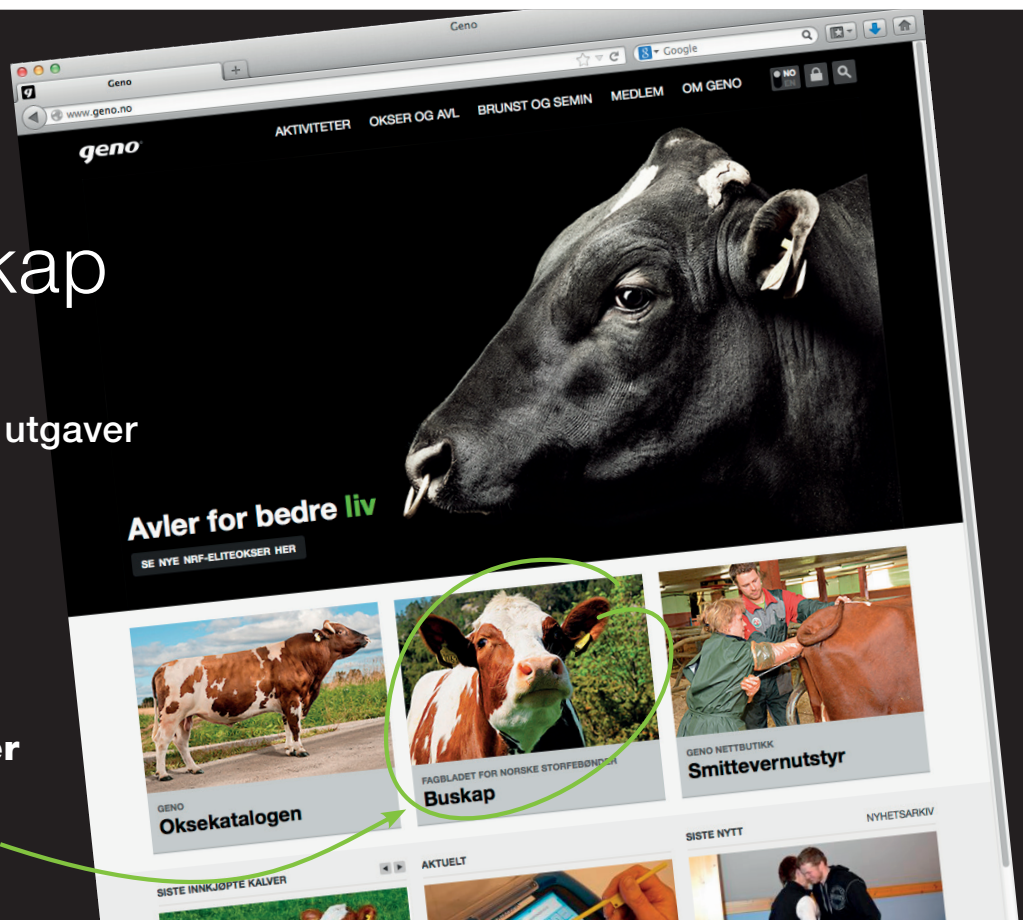 Geno
Geno
www.geno.no
Google
geno
AKTIVITETER
OKSER OG AVL
BRUNST OG SEMIN
MEDLEM
OM GENO
NO
EN
kap
utgaver
Avler for bedre liv
SE NYE NRF-ELITEOKSER HER
er
GENO
Oksekatalogen
FAGBLADET FOR NORSKE STORFEBØNDER
Buskap
GENO NETTBUTIKK
Smittevernutstyr
SISTE INNKJØPTE KALVER
AKTUELT
SISTE NYTT
NYHETSARKIV